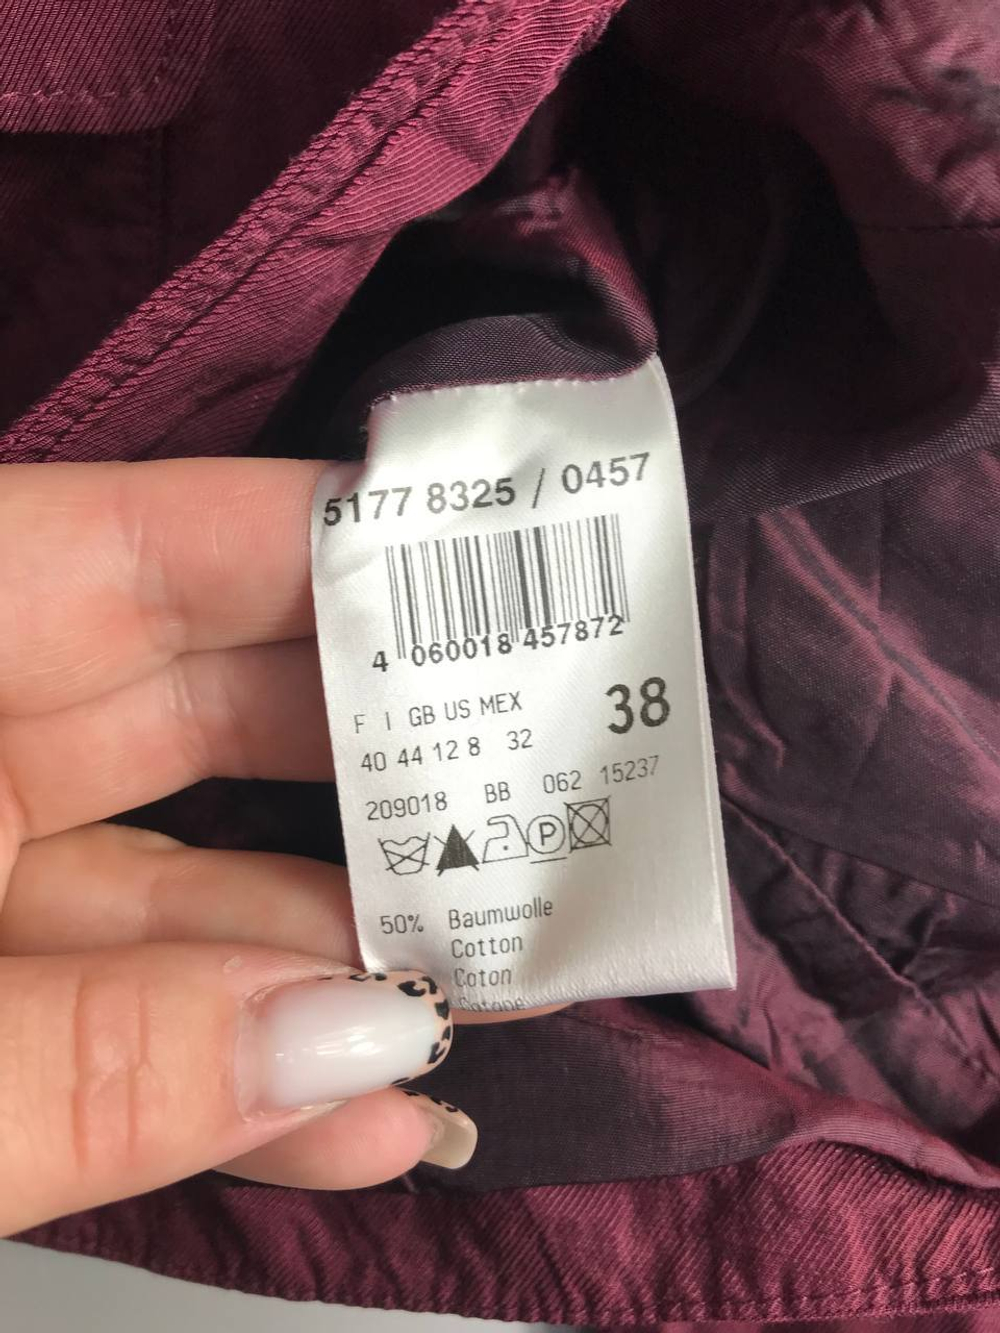 5177 8325 / 0457
4 060018 457872
F I GB US MEX
38
40 44 12 8 32
209018 BB 062 15237
P
50% Baumwolle
Cotton
Coton